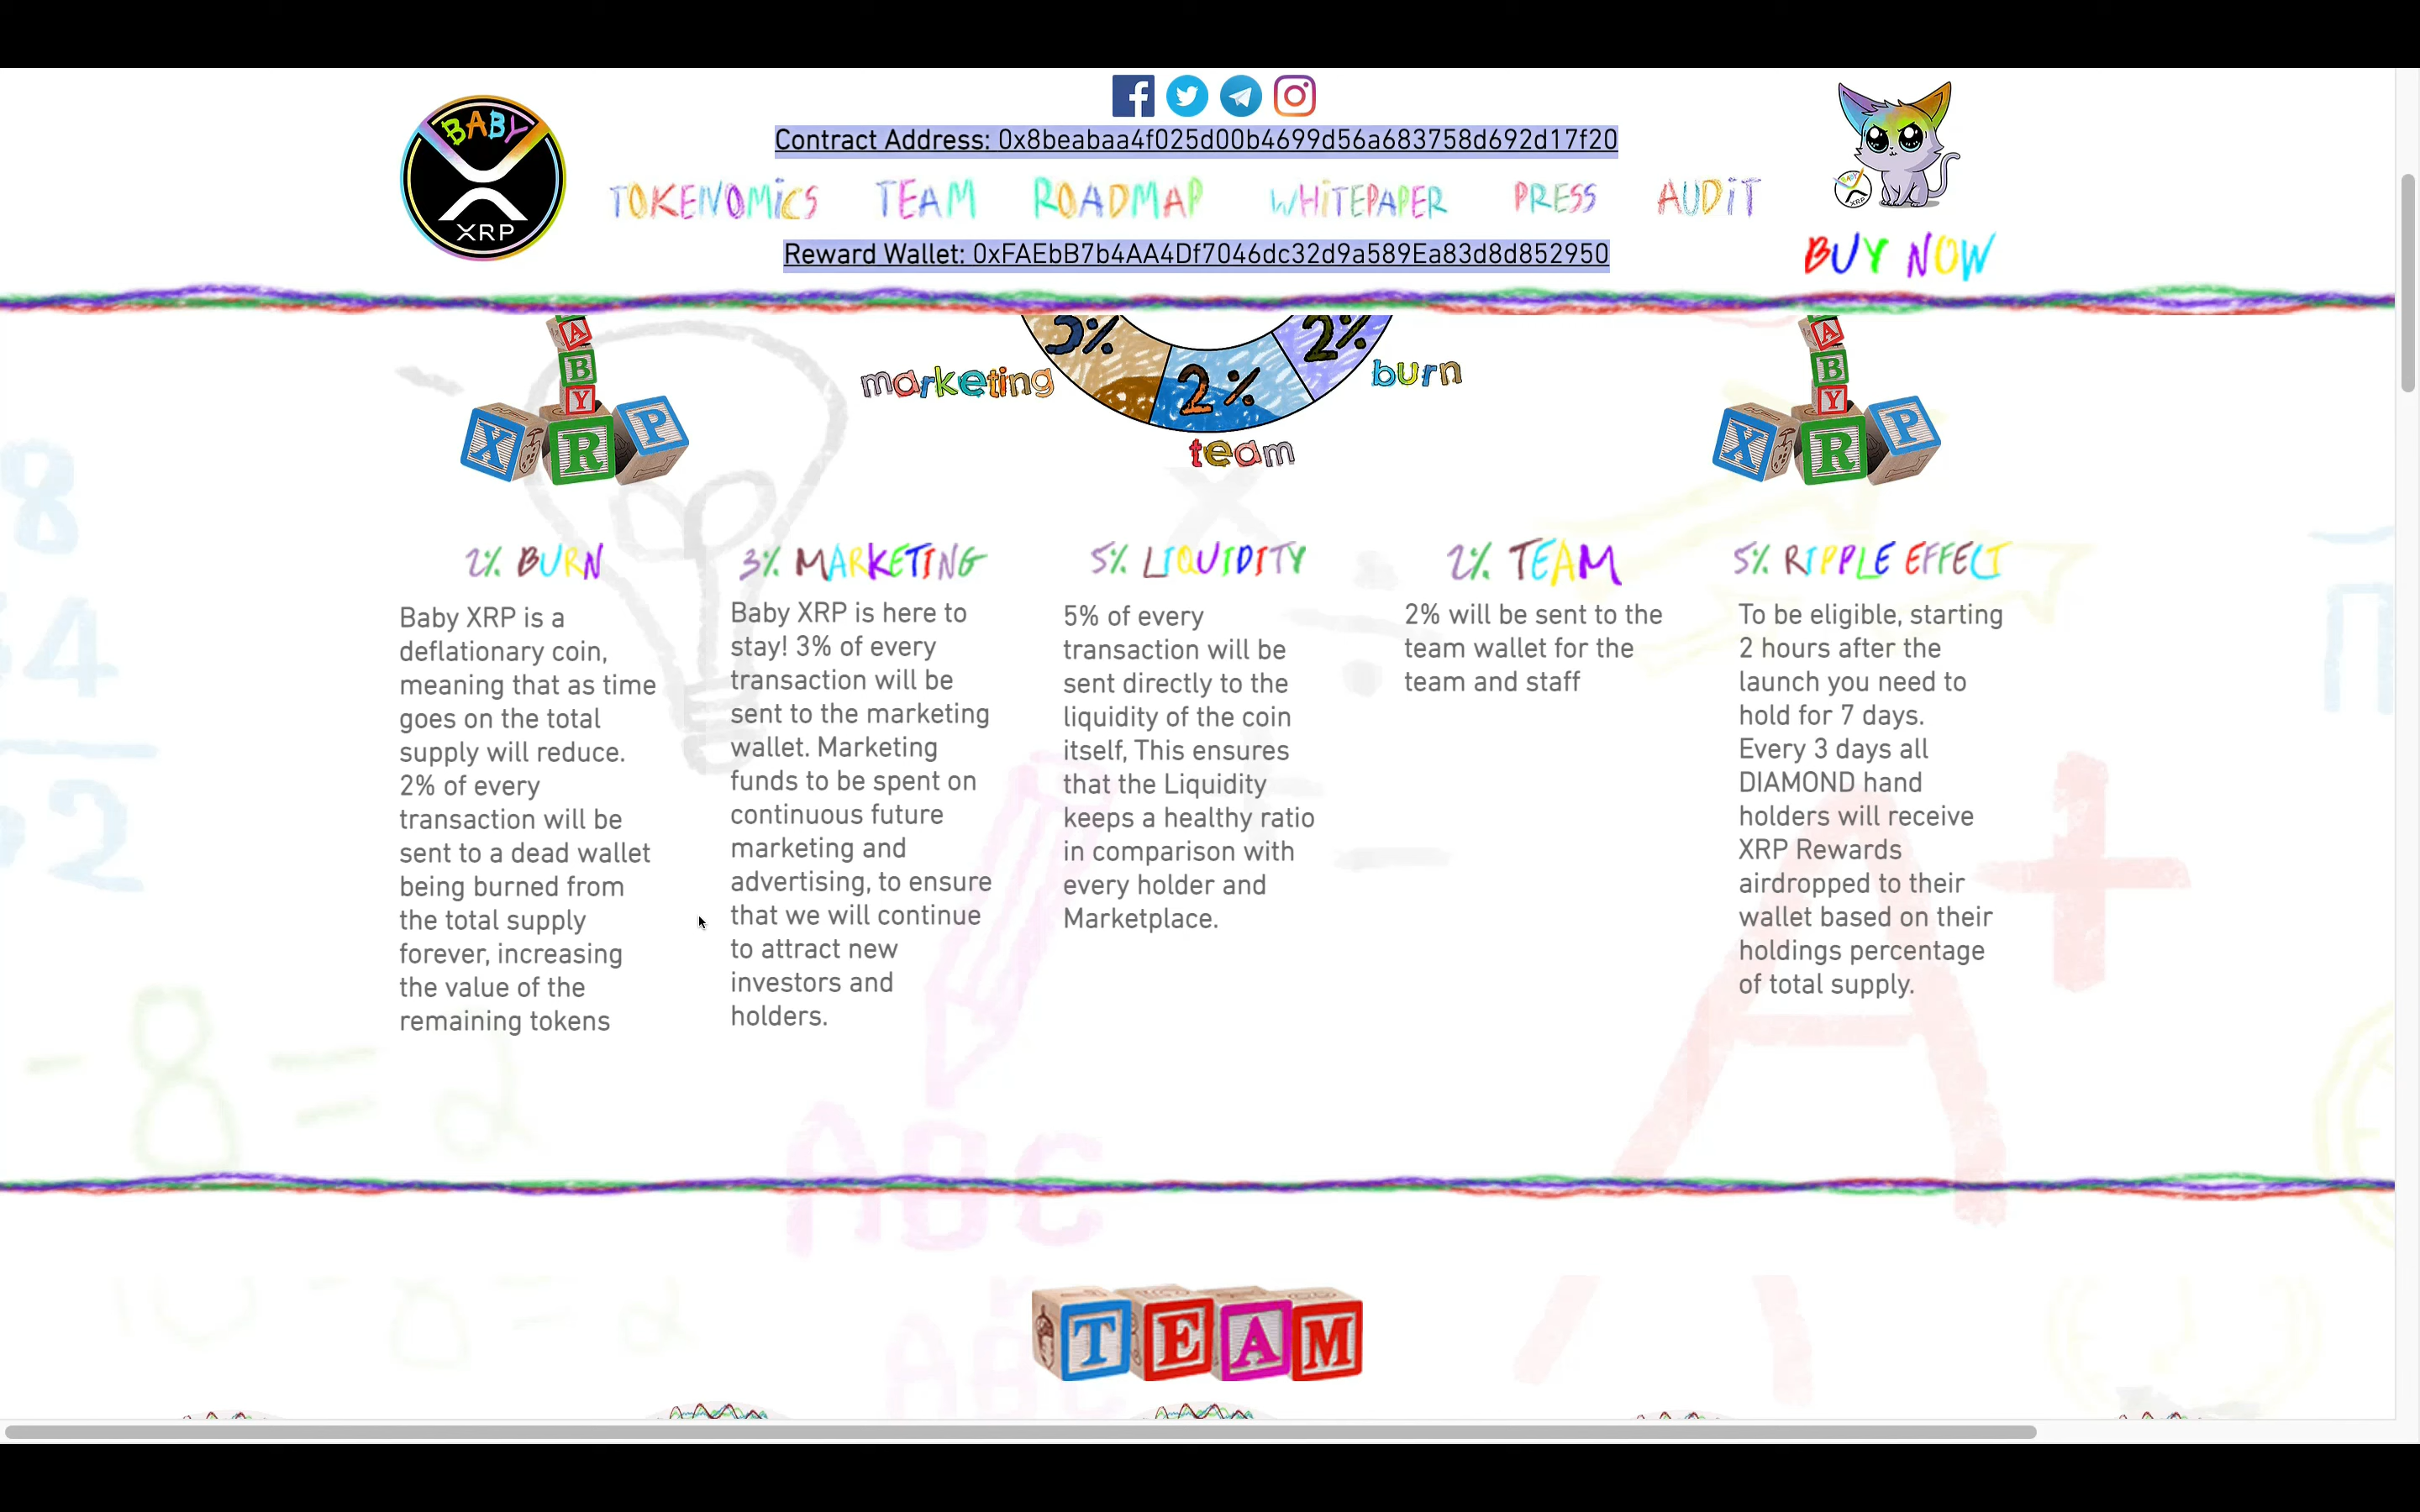 BABY
XRP
Contract Address: 0x8beabaa4f025d00b4699d56a683758d692d17f20
TOKENOMICS TEAM ROADMAP WHITEPAPER PRESS AUDIT
Reward Wallet: 0xFAEbB7b4AA4Df7046dc32d9a589Ea83d8d852950
BUY NOW
A
B
Y
X R P
3%
2%
2%
marketing
burn
team
A
B
Y
X R P
2% BURN
Baby XRP is a
deflationary coin,
meaning that as time
goes on the total
supply will reduce.
2% of every
transaction will be
sent to a dead wallet
being burned from
the total supply
forever, increasing
the value of the
remaining tokens
3% MARKETING
Baby XRP is here to
stay! 3% of every
transaction will be
sent to the marketing
wallet. Marketing
funds to be spent on
continuous future
marketing and
advertising, to ensure
that we will continue
to attract new
investors and
holders.
5% LIQUIDITY
5% of every
transaction will be
sent directly to the
liquidity of the coin
itself, This ensures
that the Liquidity
keeps a healthy ratio
in comparison with
every holder and
Marketplace.
2% TEAM
2% will be sent to the
team wallet for the
team and staff
5% RIPPLE EFFECT
To be eligible, starting
2 hours after the
launch you need to
hold for 7 days.
Every 3 days all
DIAMOND hand
holders will receive
XRP Rewards
airdropped to their
wallet based on their
holdings percentage
of total supply.
-8=2
ABC
A+
TEAM